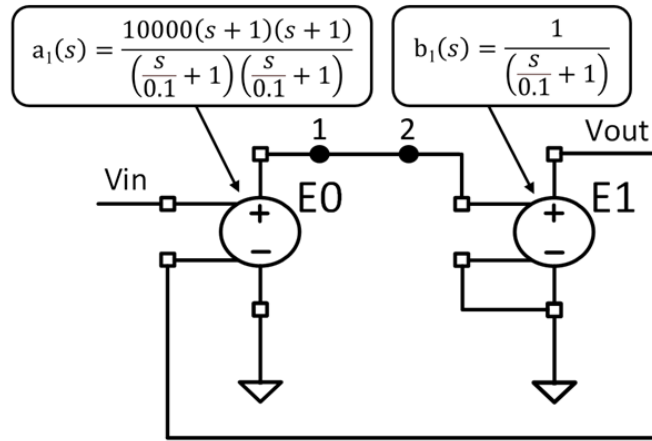 a₁(s) = 10000(s + 1)(s + 1) / (s/0.1 + 1)(s/0.1 + 1)
b₁(s) = 1 / (s/0.1 + 1)
1 2
Vout
Vin
E0
E1
+ +
− −